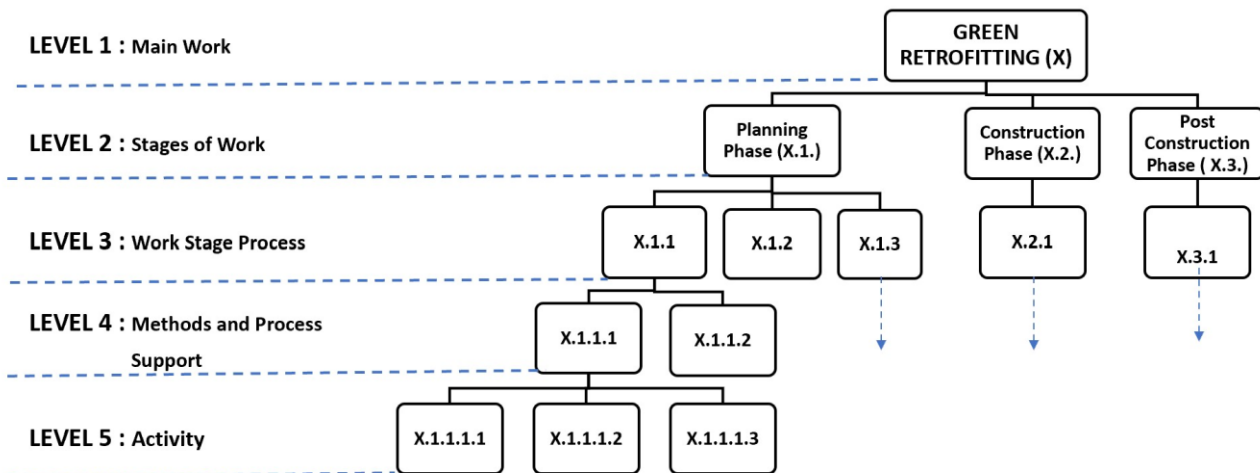 LEVEL 1 : Main Work
GREEN
RETROFITTING (X)
LEVEL 2 : Stages of Work
Planning
Phase (X.1.)
Construction
Phase (X.2.)
Post
Construction
Phase ( X.3.)
LEVEL 3 : Work Stage Process
X.1.1
X.1.2
X.1.3
X.2.1
X.3.1
LEVEL 4 : Methods and Process
Support
X.1.1.1
X.1.1.2
LEVEL 5 : Activity
X.1.1.1.1
X.1.1.1.2
X.1.1.1.3